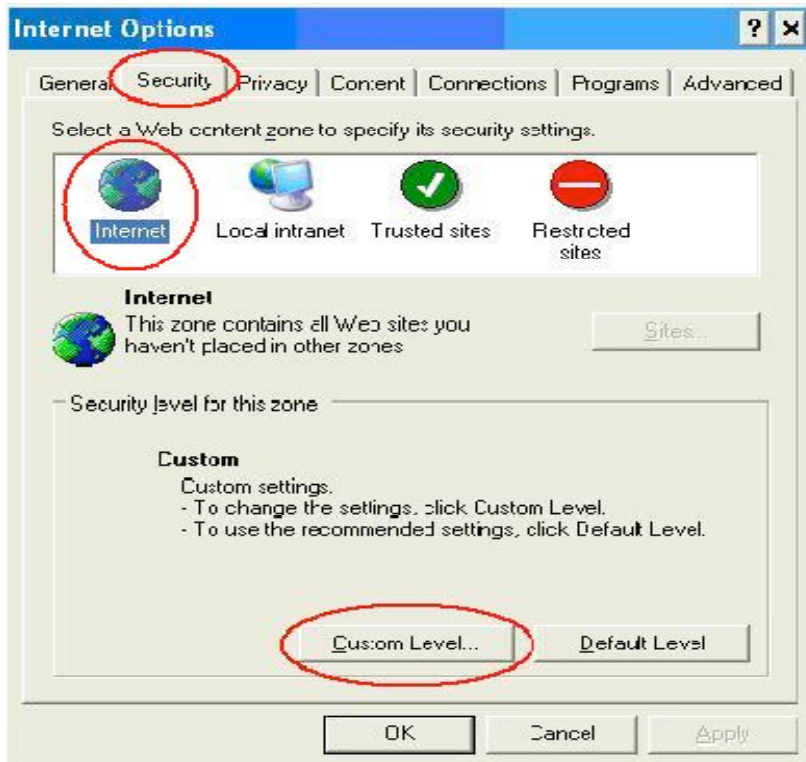 Internet Options
General Security Privacy Content Connections Programs Advanced
Select a Web content zone to specify its security settings.
Internet Local intranet Trusted sites Restricted sites
Internet
This zone contains all Web sites you
haven't placed in other zones
Sites...
Security level for this zone
Custom
Custom settings.
- To change the settings, click Custom Level.
- To use the recommended settings, click Default Level.
Custom Level... Default Level
OK Cancel Apply